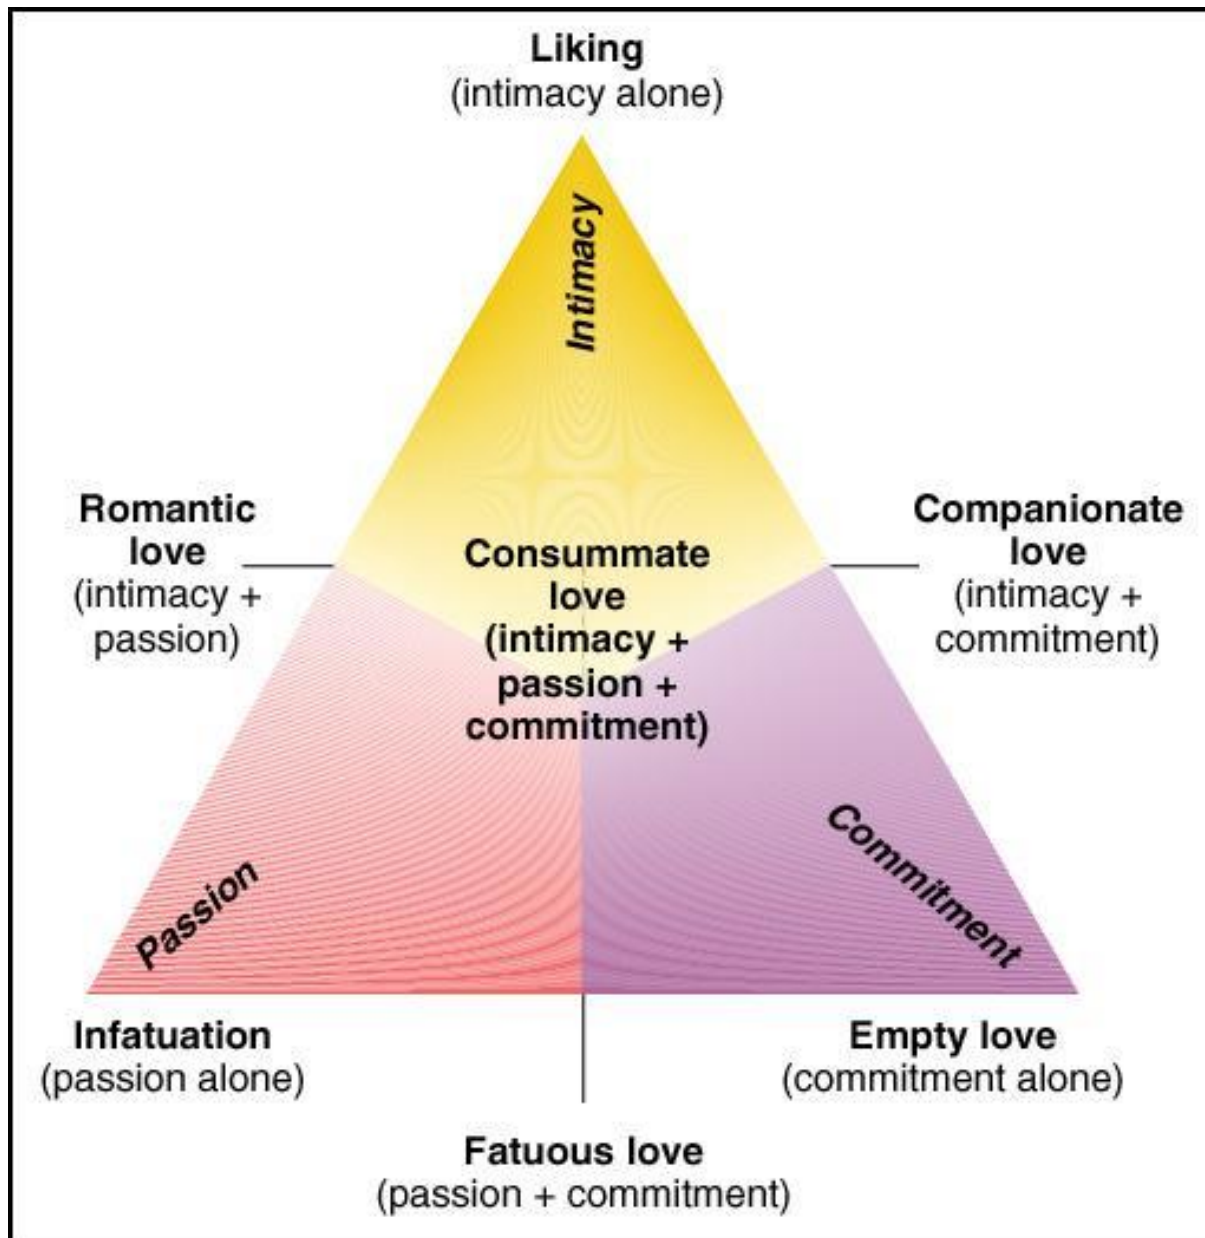 Liking
(intimacy alone)
Intimacy
Romantic
love
(intimacy +
passion)
Consummate
love
(intimacy +
passion +
commitment)
Companionate
love
(intimacy +
commitment)
Passion
Commitment
Infatuation
(passion alone)
Empty love
(commitment alone)
Fatuous love
(passion + commitment)